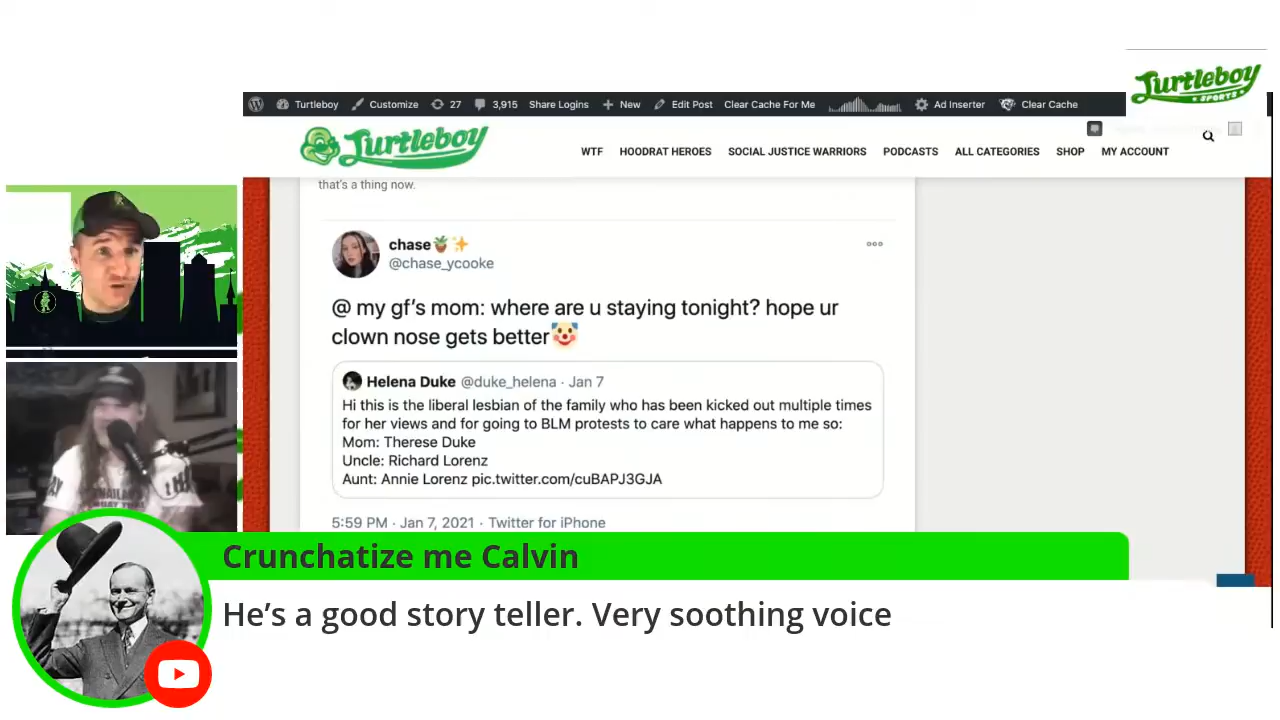 Turtleboy
SPORTS
Turtleboy Customize 27 3,915 Share Logins New Edit Post Clear Cache For Me Ad Inserter Clear Cache
Turtleboy
WTF HOODRAT HEROES SOCIAL JUSTICE WARRIORS PODCASTS ALL CATEGORIES SHOP MY ACCOUNT
that's a thing now.
chase🪴✨
@chase_ycooke
@ my gf's mom: where are u staying tonight? hope ur
clown nose gets better🤡
Helena Duke @duke_helena · Jan 7
Hi this is the liberal lesbian of the family who has been kicked out multiple times
for her views and for going to BLM protests to care what happens to me so:
Mom: Therese Duke
Uncle: Richard Lorenz
Aunt: Annie Lorenz pic.twitter.com/cuBAPJ3GJA
5:59 PM · Jan 7, 2021 · Twitter for iPhone
Crunchatize me Calvin
He's a good story teller. Very soothing voice